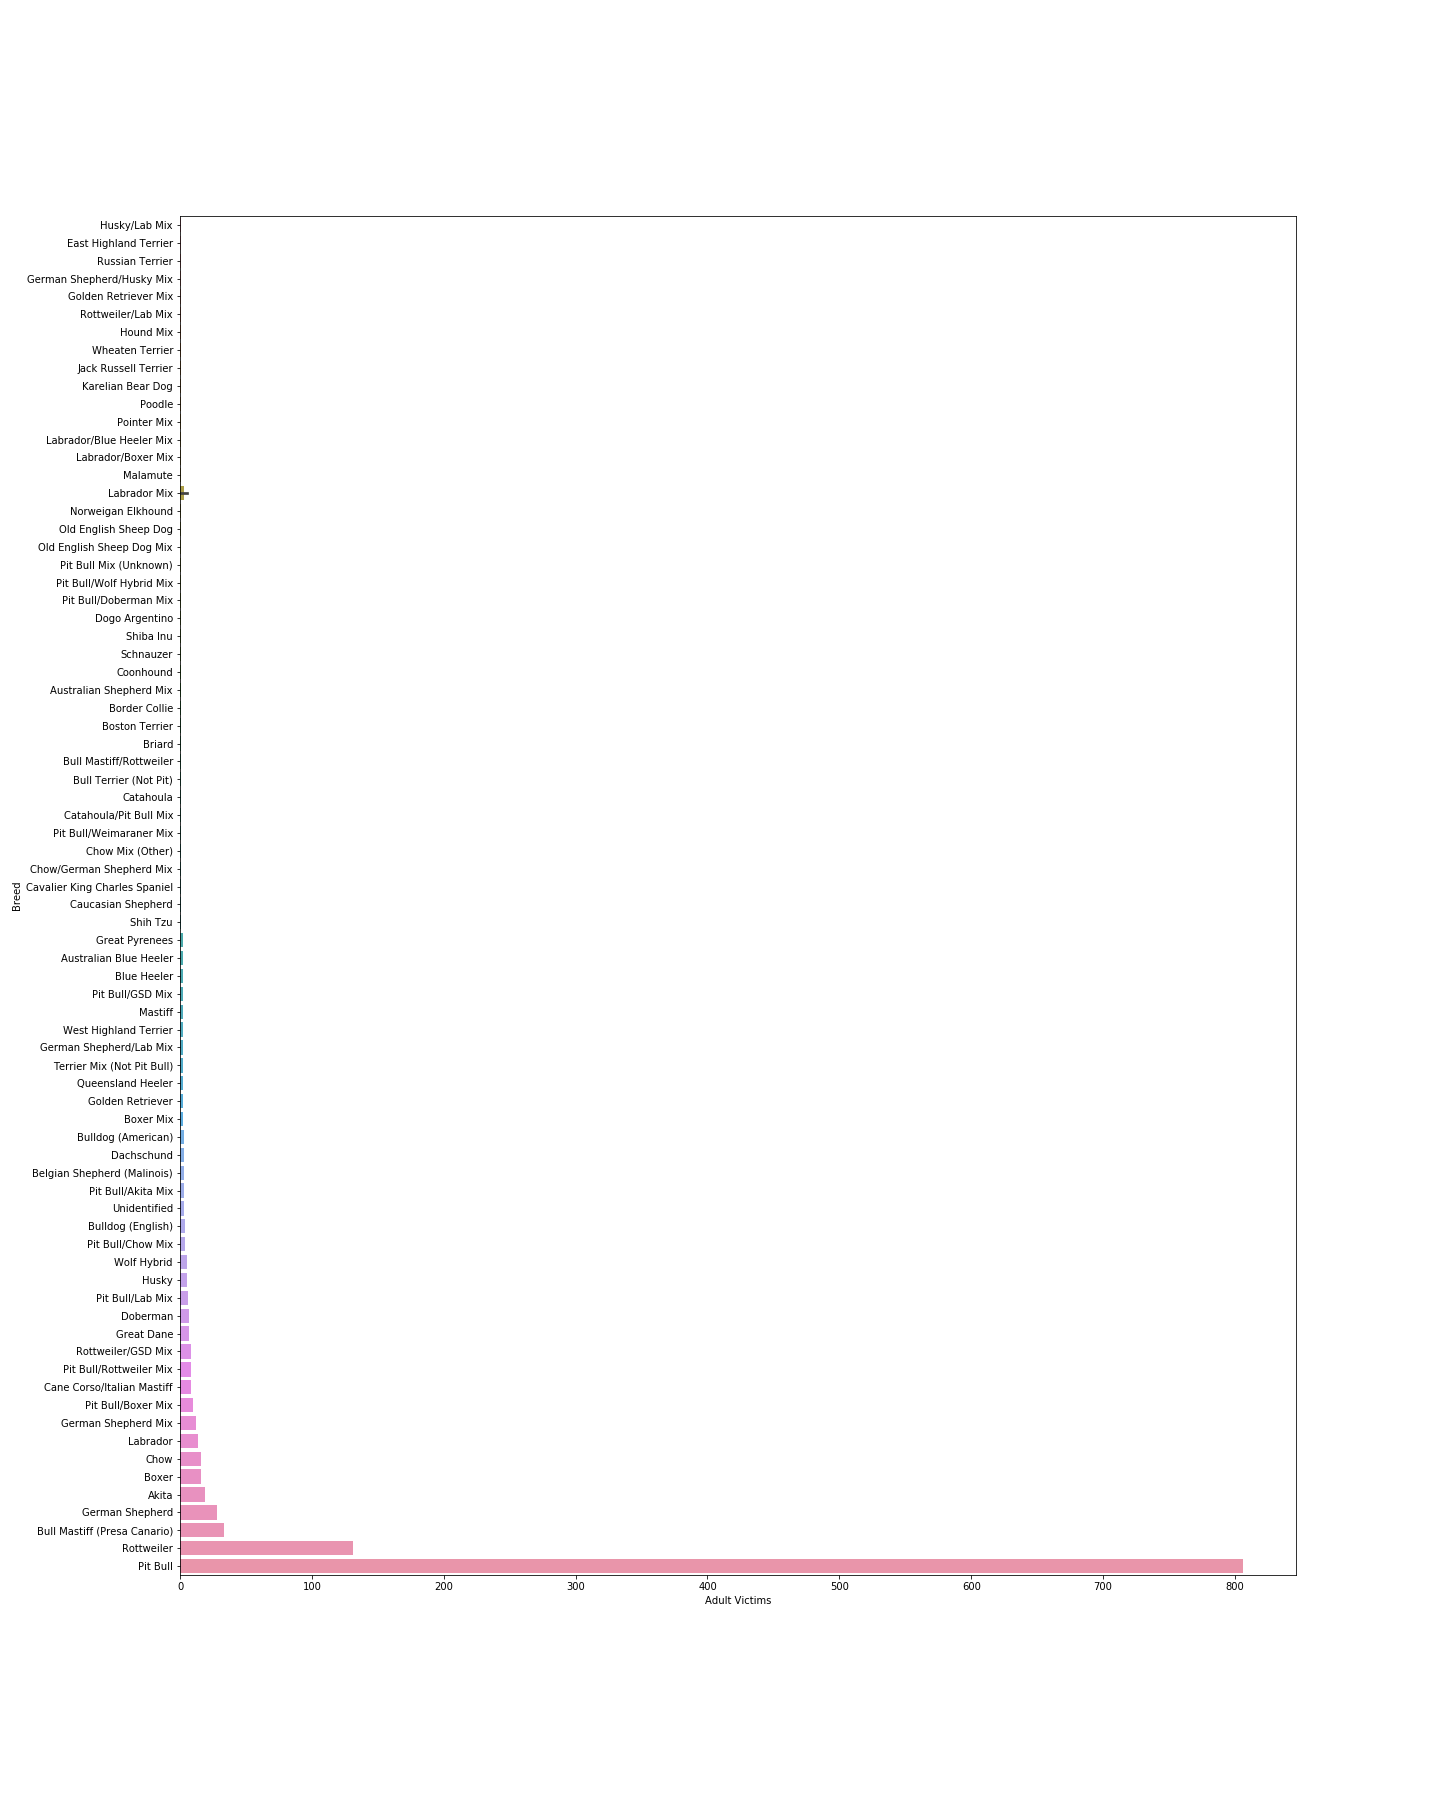 Husky/Lab Mix
East Highland Terrier
Russian Terrier
German Shepherd/Husky Mix
Golden Retriever Mix
Rottweiler/Lab Mix
Hound Mix
Wheaten Terrier
Jack Russell Terrier
Karelian Bear Dog
Poodle
Pointer Mix
Labrador/Blue Heeler Mix
Labrador/Boxer Mix
Malamute
Labrador Mix
Norweigan Elkhound
Old English Sheep Dog
Old English Sheep Dog Mix
Pit Bull Mix (Unknown)
Pit Bull/Wolf Hybrid Mix
Pit Bull/Doberman Mix
Dogo Argentino
Shiba Inu
Schnauzer
Coonhound
Australian Shepherd Mix
Border Collie
Boston Terrier
Briard
Bull Mastiff/Rottweiler
Bull Terrier (Not Pit)
Catahoula
Catahoula/Pit Bull Mix
Pit Bull/Weimaraner Mix
Chow Mix (Other)
Chow/German Shepherd Mix
Cavalier King Charles Spaniel
Caucasian Shepherd
Shih Tzu
Great Pyrenees
Australian Blue Heeler
Blue Heeler
Pit Bull/GSD Mix
Mastiff
West Highland Terrier
German Shepherd/Lab Mix
Terrier Mix (Not Pit Bull)
Queensland Heeler
Golden Retriever
Boxer Mix
Bulldog (American)
Dachschund
Belgian Shepherd (Malinois)
Pit Bull/Akita Mix
Unidentified
Bulldog (English)
Pit Bull/Chow Mix
Wolf Hybrid
Husky
Pit Bull/Lab Mix
Doberman
Great Dane
Rottweiler/GSD Mix
Pit Bull/Rottweiler Mix
Cane Corso/Italian Mastiff
Pit Bull/Boxer Mix
German Shepherd Mix
Labrador
Chow
Boxer
Akita
German Shepherd
Bull Mastiff (Presa Canario)
Rottweiler
Pit Bull
Breed
0 100 200 300 400 500 600 700 800
Adult Victims